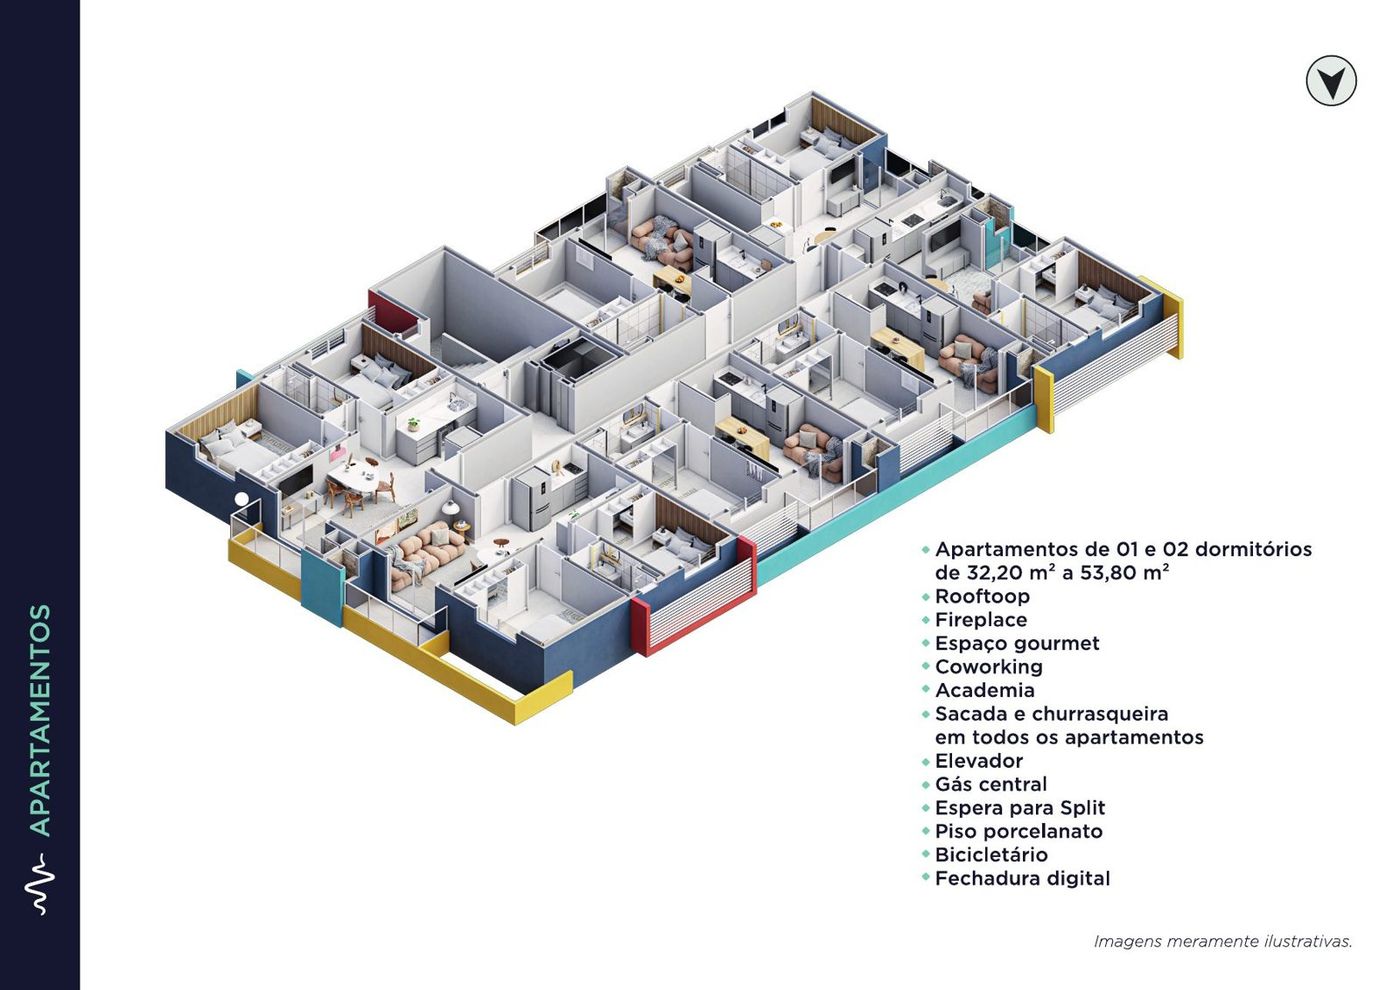 APARTAMENTOS
Apartamentos de 01 e 02 dormitórios
de 32,20 m² a 53,80 m²
Rooftoop
Fireplace
Espaço gourmet
Coworking
Academia
Sacada e churrasqueira
em todos os apartamentos
Elevador
Gás central
Espera para Split
Piso porcelanato
Bicicletário
Fechadura digital
Imagens meramente ilustrativas.